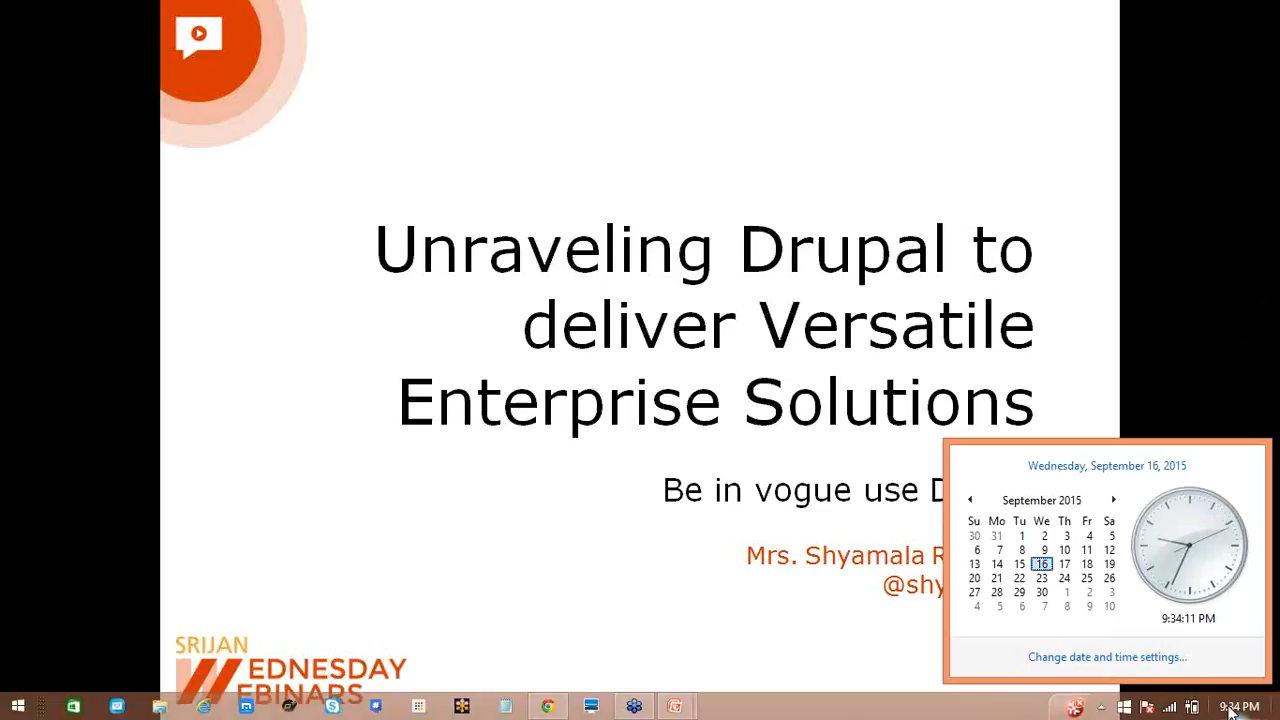 Unraveling Drupal to
deliver Versatile
Enterprise Solutions
Be in vogue use
Mrs. Shyamala
SRIJAN
WEDNESDAY
WEBINARS
Wednesday, September 16, 2015
September 2015
Su Mo Tu We Th Fr Sa
30 31 1 2 3 4 5
6 7 8 9 10 11 12
13 14 15 16 17 18 19
20 21 22 23 24 25 26
27 28 29 30 1 2 3
4 5 6 7 8 9 10
9:34:11 PM
Change date and time settings...
9:34 PM